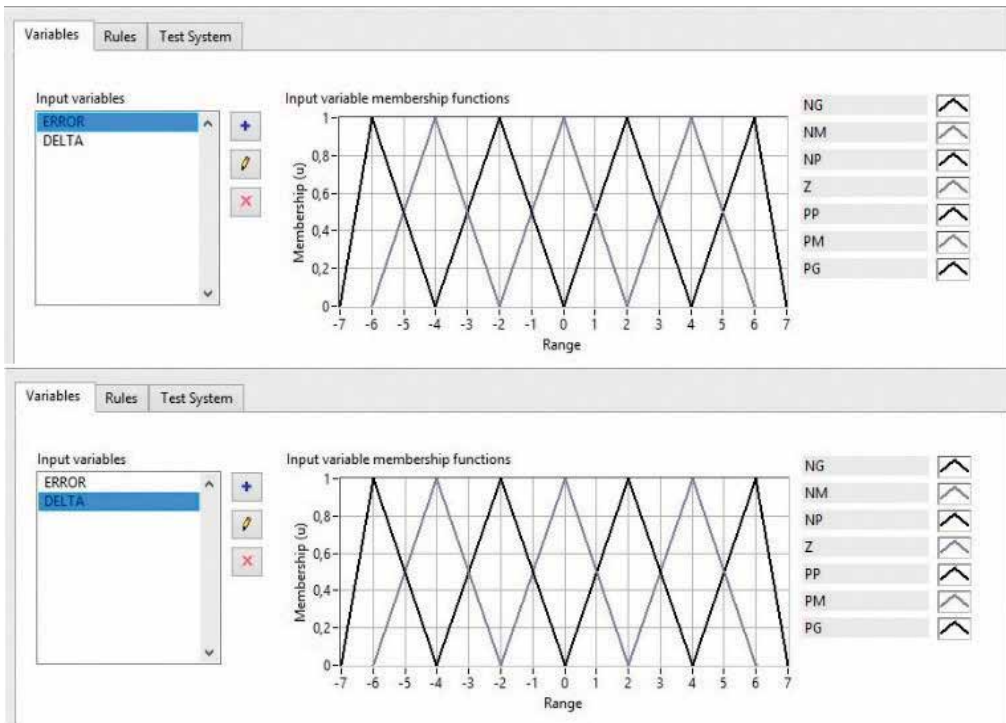 Variables Rules Test System
Input variables
ERROR
DELTA
Input variable membership functions
Membership (u)
1
0,8
0,6
0,4
0,2
0
-7 -6 -5 -4 -3 -2 -1 0 1 2 3 4 5 6 7
Range
NG
NM
NP
Z
PP
PM
PG
Variables Rules Test System
Input variables
ERROR
DELTA
Input variable membership functions
Membership (u)
1
0,8
0,6
0,4
0,2
0
-7 -6 -5 -4 -3 -2 -1 0 1 2 3 4 5 6 7
Range
NG
NM
NP
Z
PP
PM
PG